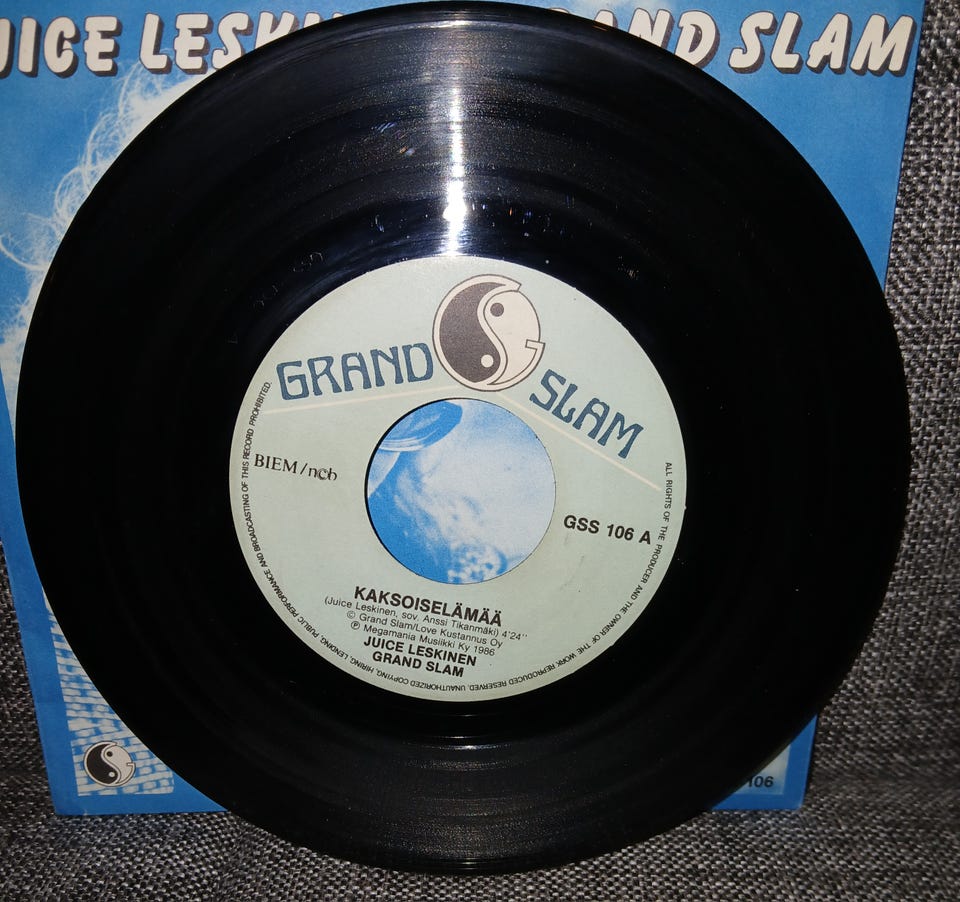 JUICE LESK
ND SLAM
GRAND
SLAM
BIEM/ncb
GSS 106 A
KAKSOISELÄMÄÄ
(Juice Leskinen, sov. Anssi Tikanmäki) 4'24''
© Grand Slam/Love Kustannus Oy
℗ Megamania Musiikki Ky 1986
JUICE LESKINEN
GRAND SLAM
ALL RIGHTS OF THE PRODUCER AND THE OWNER OF THE WORK REPRODUCED RESERVED. UNAUTHORIZED COPYING, HIRING, LENDING, PUBLIC PERFORMANCE AND BROADCASTING OF THIS RECORD PROHIBITED.
106